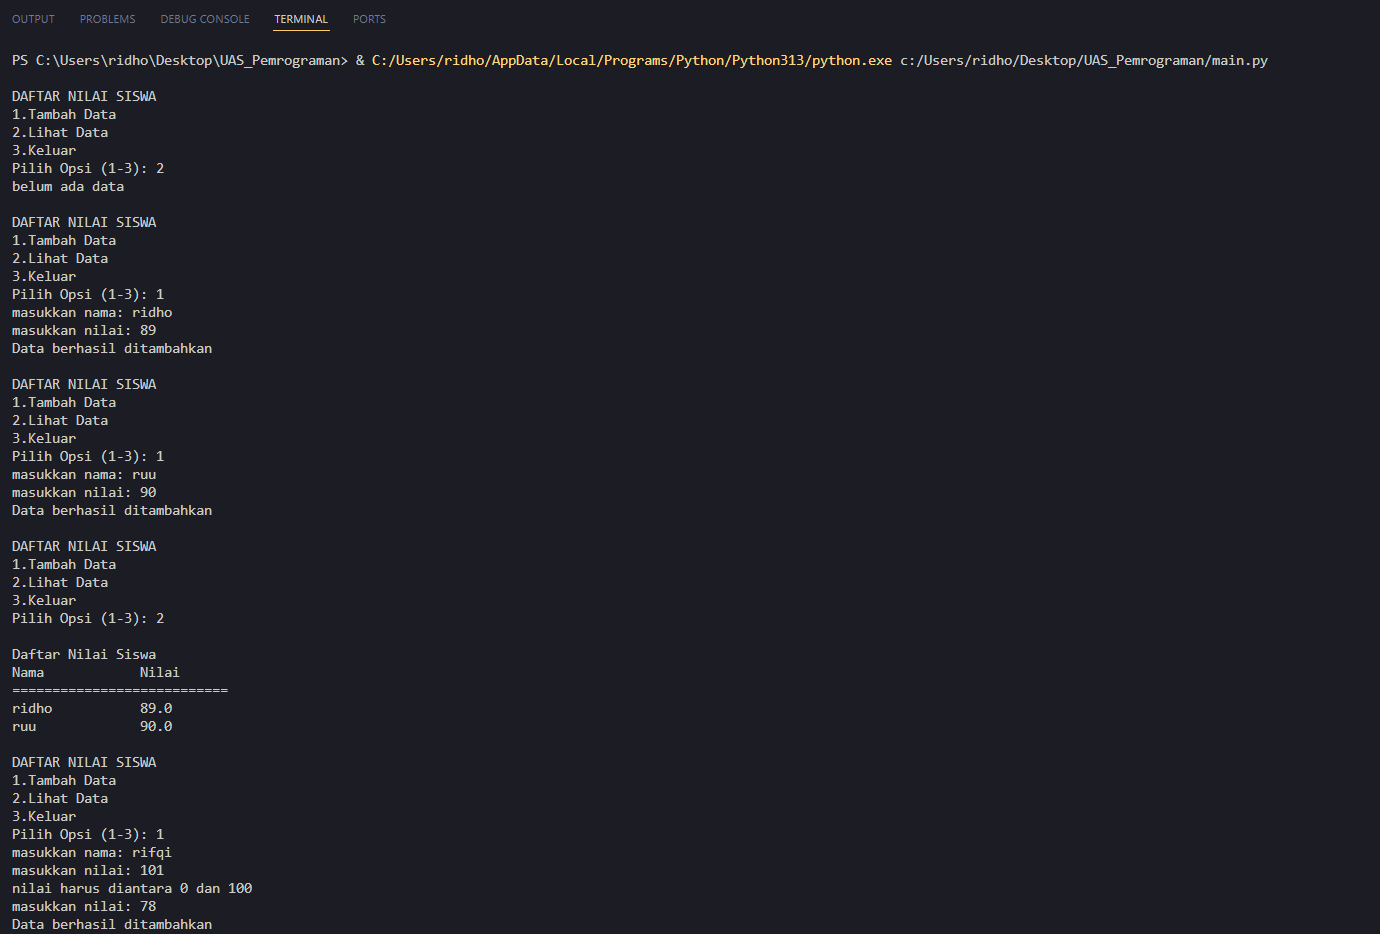 OUTPUT PROBLEMS DEBUG CONSOLE TERMINAL PORTS
PS C:\Users\ridho\Desktop\UAS_Pemrograman> & C:/Users/ridho/AppData/Local/Programs/Python/Python313/python.exe c:/Users/ridho/Desktop/UAS_Pemrograman/main.py
DAFTAR NILAI SISWA
1.Tambah Data
2.Lihat Data
3.Keluar
Pilih Opsi (1-3): 2
belum ada data
DAFTAR NILAI SISWA
1.Tambah Data
2.Lihat Data
3.Keluar
Pilih Opsi (1-3): 1
masukkan nama: ridho
masukkan nilai: 89
Data berhasil ditambahkan
DAFTAR NILAI SISWA
1.Tambah Data
2.Lihat Data
3.Keluar
Pilih Opsi (1-3): 1
masukkan nama: ruu
masukkan nilai: 90
Data berhasil ditambahkan
DAFTAR NILAI SISWA
1.Tambah Data
2.Lihat Data
3.Keluar
Pilih Opsi (1-3): 2
Daftar Nilai Siswa
Nama            Nilai
===========================
ridho           89.0
ruu             90.0
DAFTAR NILAI SISWA
1.Tambah Data
2.Lihat Data
3.Keluar
Pilih Opsi (1-3): 1
masukkan nama: rifqi
masukkan nilai: 101
nilai harus diantara 0 dan 100
masukkan nilai: 78
Data berhasil ditambahkan